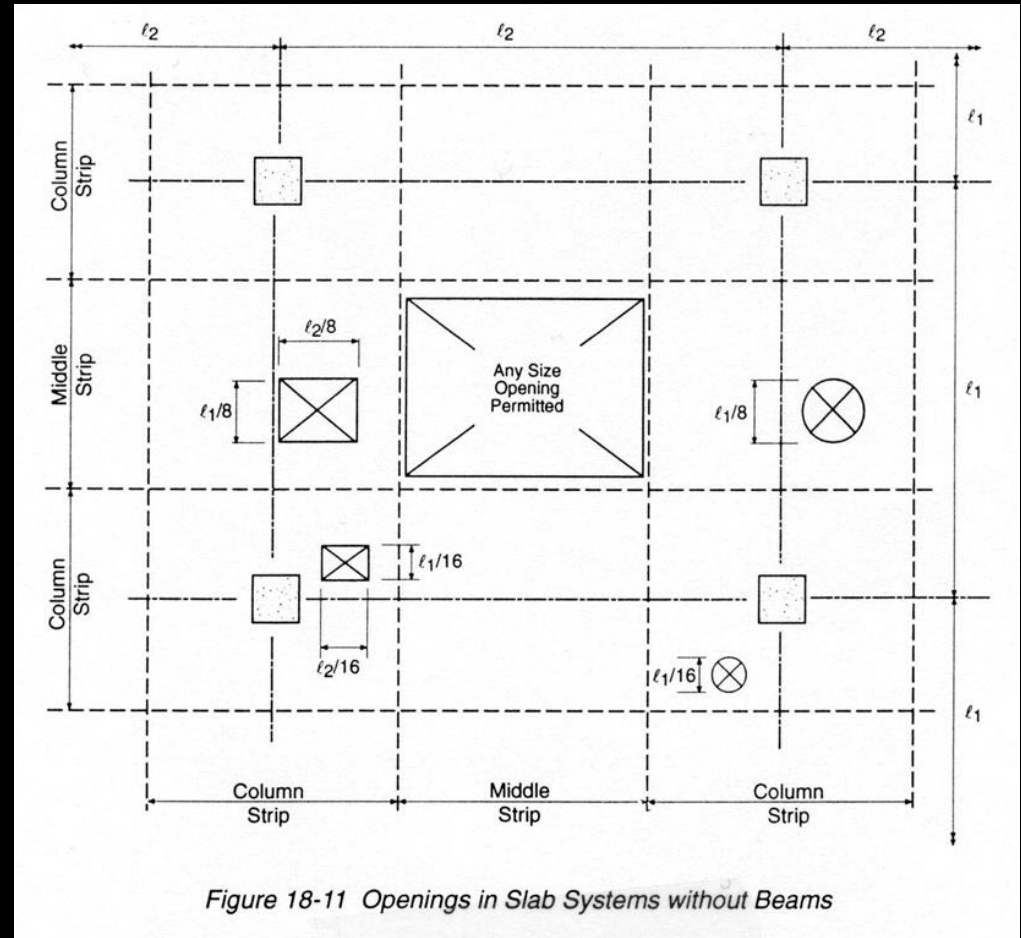 ℓ2
ℓ2
ℓ2
ℓ1
Column
Strip
ℓ2/8
Middle
Strip
Any Size
Opening
Permitted
ℓ1/8
ℓ1/8
ℓ1
Column
Strip
ℓ1/16
ℓ2/16
ℓ1/16
ℓ1
Column
Strip
Middle
Strip
Column
Strip
Figure 18-11 Openings in Slab Systems without Beams